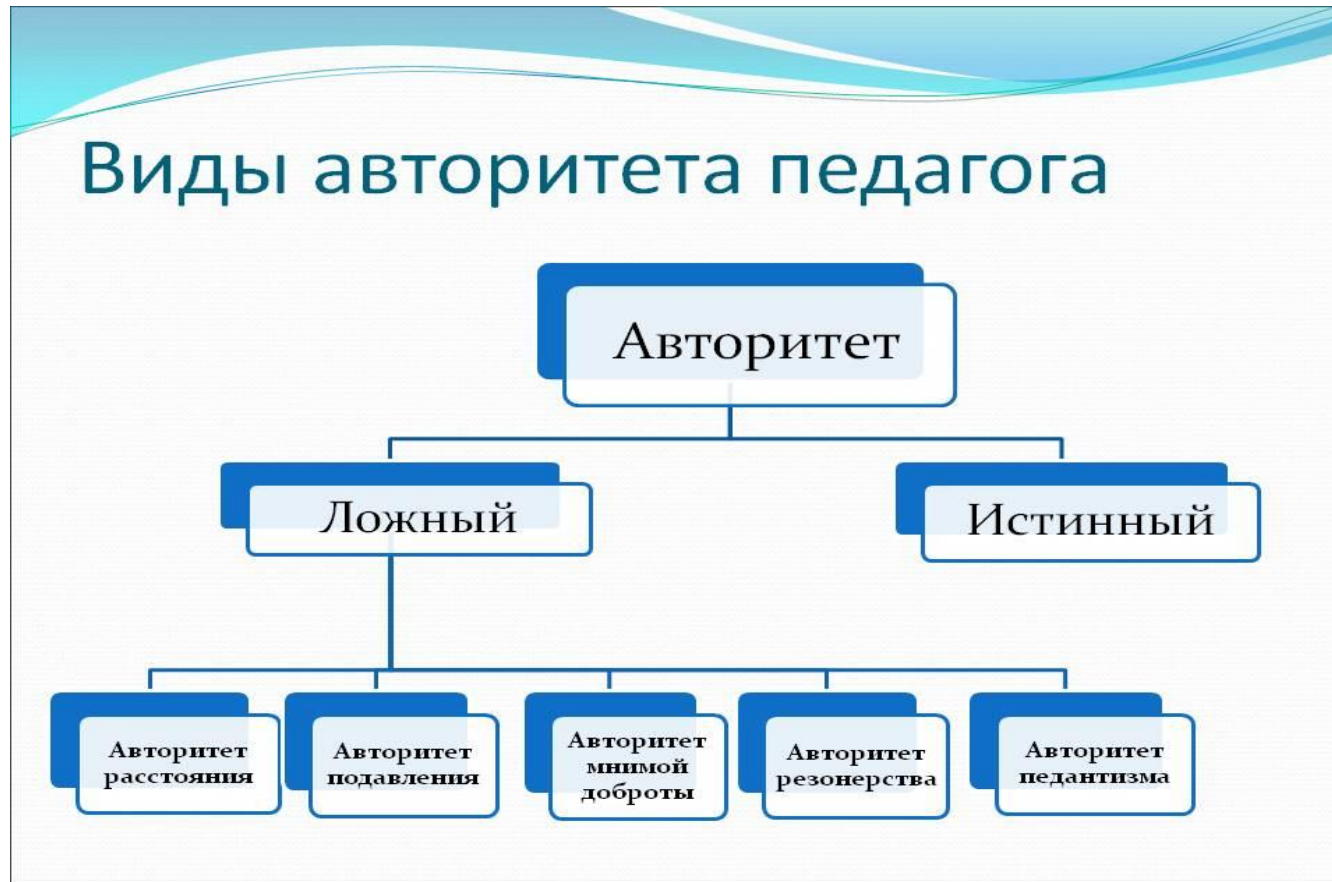 Виды авторитета педагога
Авторитет
Ложный
Истинный
Авторитет
расстояния
Авторитет
подавления
Авторитет
мнимой
доброты
Авторитет
резонерства
Авторитет
педантизма